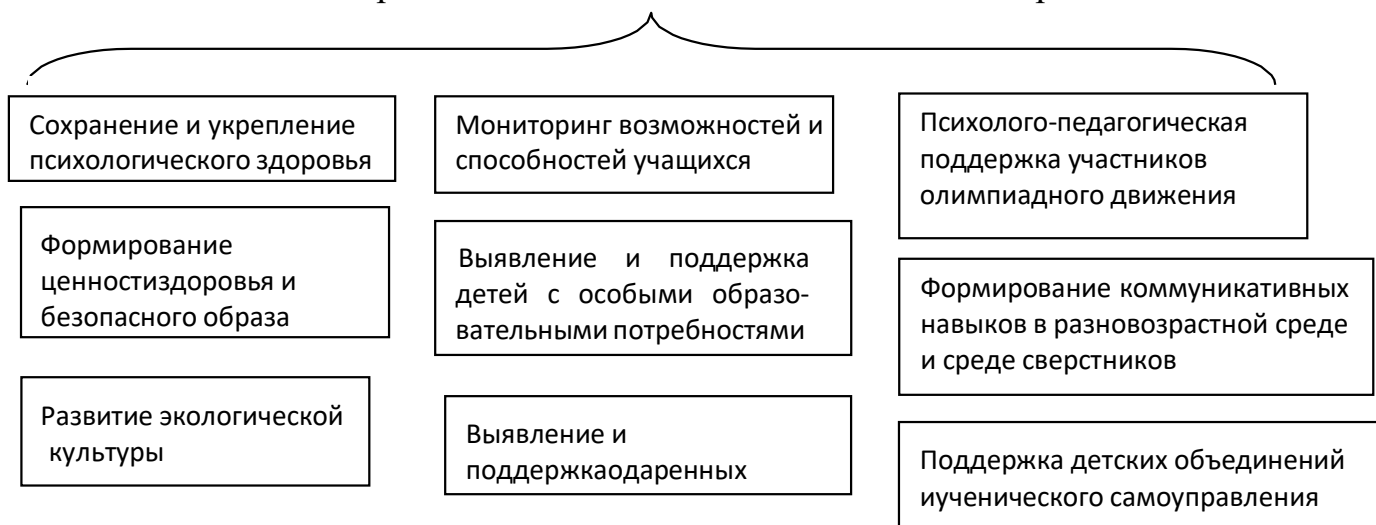 Сохранение и укрепление
психологического здоровья
Формирование
ценностиздоровья и
безопасного образа
Развитие экологической
культуры
Мониторинг возможностей и
способностей учащихся
Выявление и поддержка
детей с особыми образо-
вательными потребностями
Выявление и
поддержкаодаренных
Психолого-педагогическая
поддержка участников
олимпиадного движения
Формирование коммуникативных
навыков в разновозрастной среде
и среде сверстников
Поддержка детских объединений
иученического самоуправления